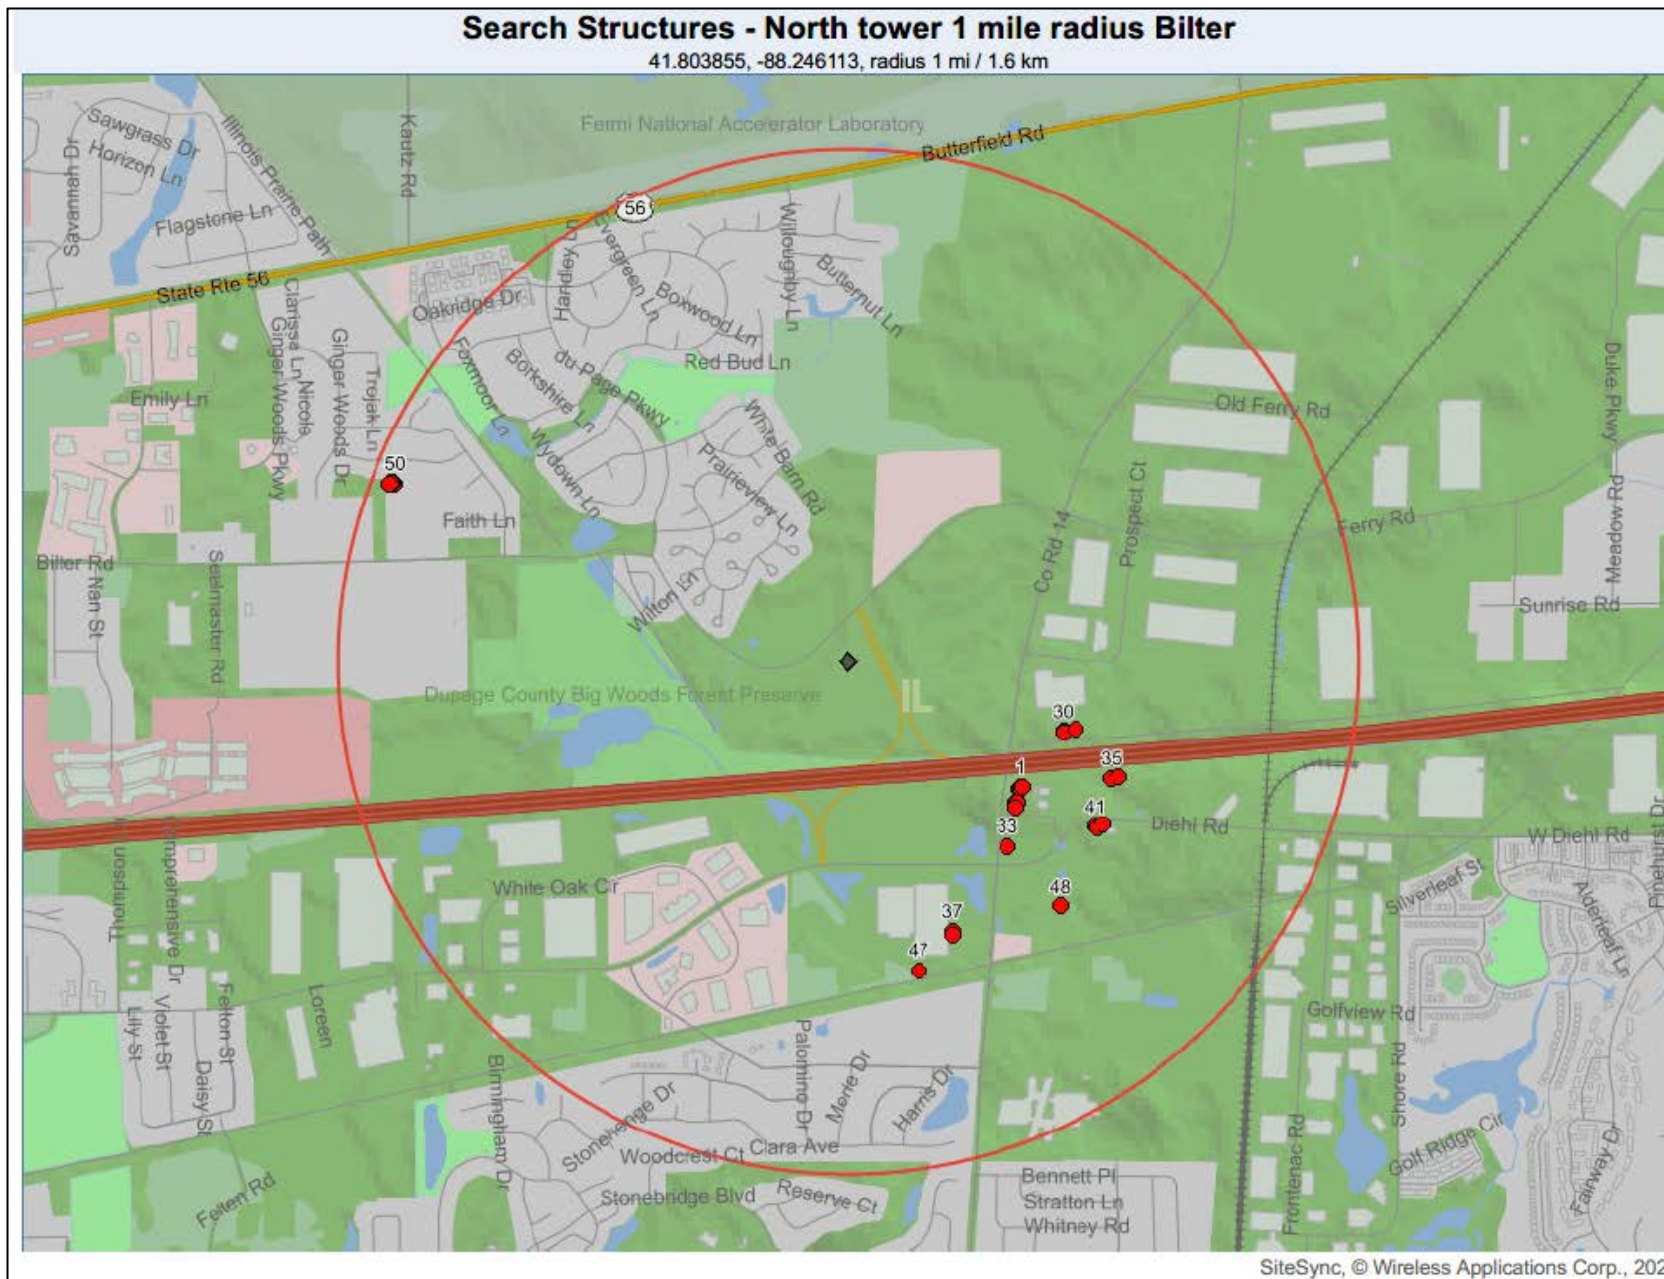 Search Structures - North tower 1 mile radius Bilter
41.803855, -88.246113, radius 1 mi / 1.6 km
Fermi National Accelerator Laboratory
Butterfield Rd
Sawgrass Dr
Horizon Ln
Savannah Dr
Flagstone Ln
Illinois Prairie Path
Kautz Rd
56
State Rte 56
Handley Ln
Evergreen Ln
Willoughby Ln
Butternut Ln
Boxwood Ln
Oakridge Dr
Clarissa Ln
Ginger Woods Pkwy
Nicole
Ginger Woods Dr
Trojak Ln
Foxmoor Ln
Borkshire Ln
du Page Pkwy
Red Bud Ln
Emily Ln
White Barn Rd
Wydown Ln
Prairieview Ln
Old Ferry Rd
Duke Pkwy
50
Faith Ln
Co Rd 14
Prospect Ct
Ferry Rd
Meadow Rd
Bilter Rd
Nan St
Sealmaster Rd
Wilton Ln
Sunrise Rd
Dupage County Big Woods Forest Preserve
IL
30
1
35
33
41
Diehl Rd
W Diehl Rd
Pinehurst Dr
White Oak Cir
48
37
47
Silverleaf St
Alderleaf Ln
Comprehensive Dr
Lily St
Violet St
Felton St
Daisy St
Loreen
Golfview Rd
Shore Rd
Birmingham Dr
Palomino Dr
Merle Dr
Harris Dr
Stonehenge Dr
Woodcrest Ct
Clara Ave
Stonebridge Blvd
Reserve Ct
Bennett Pl
Stratton Ln
Whitney Rd
Felten Rd
Frontenac Rd
Golf Ridge Cir
Fairway Dr
SiteSync, © Wireless Applications Corp., 202